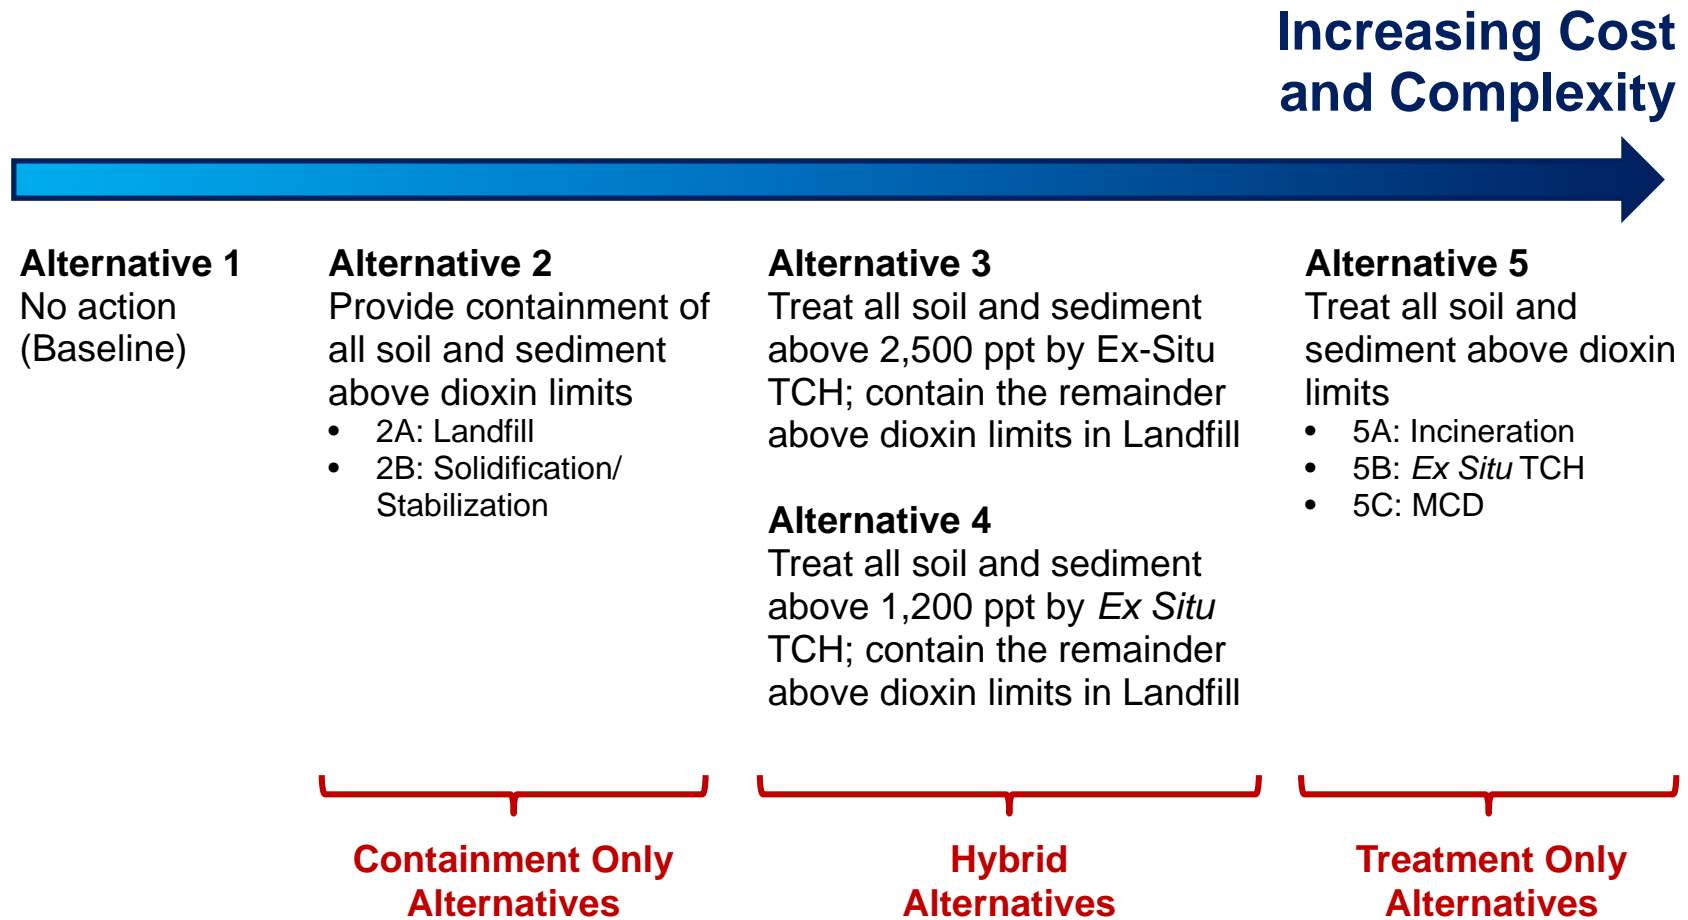 Increasing Cost
and Complexity
Alternative 1
No action
(Baseline)
Alternative 2
Provide containment of
all soil and sediment
above dioxin limits
• 2A: Landfill
• 2B: Solidification/
Stabilization
Alternative 3
Treat all soil and sediment
above 2,500 ppt by Ex-Situ
TCH; contain the remainder
above dioxin limits in Landfill
Alternative 4
Treat all soil and sediment
above 1,200 ppt by Ex Situ
TCH; contain the remainder
above dioxin limits in Landfill
Alternative 5
Treat all soil and
sediment above dioxin
limits
• 5A: Incineration
• 5B: Ex Situ TCH
• 5C: MCD
Containment Only
Alternatives
Hybrid
Alternatives
Treatment Only
Alternatives